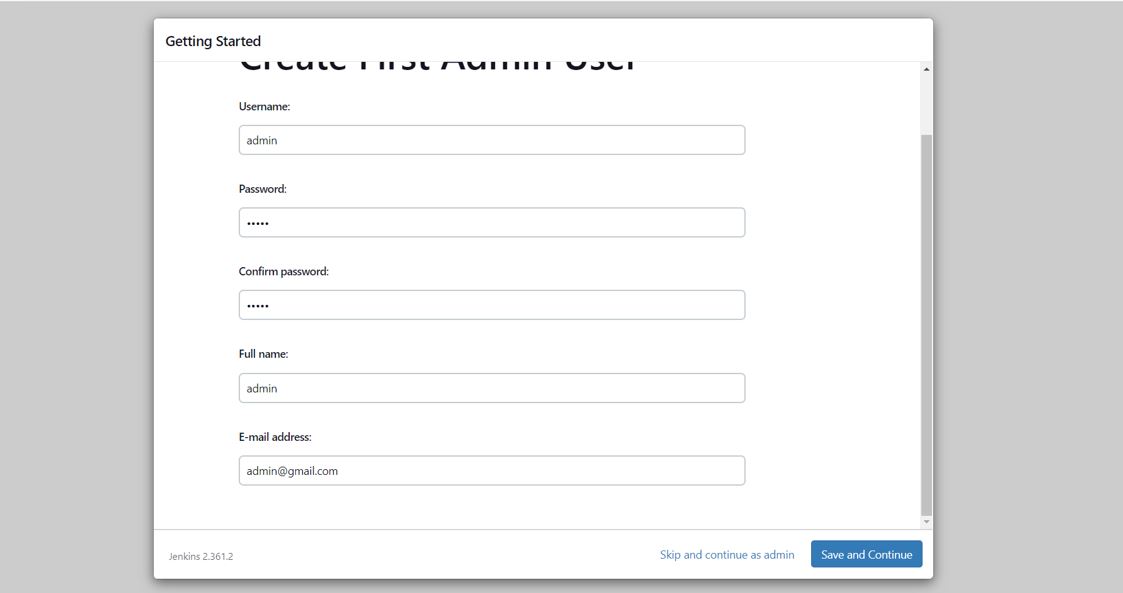 Getting Started
Create First Admin User
Username:
admin
Password:
•••••
Confirm password:
•••••
Full name:
admin
E-mail address:
admin@gmail.com
Jenkins 2.361.2
Skip and continue as admin
Save and Continue